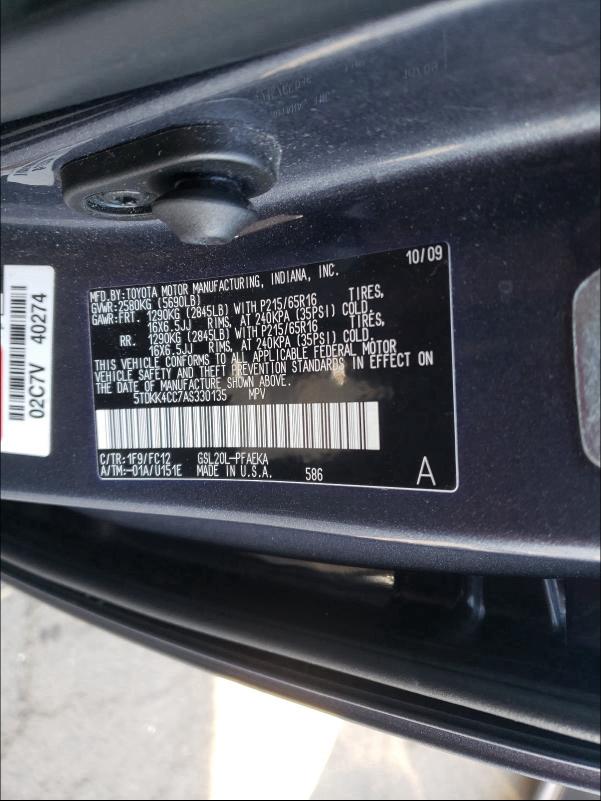 10/09
MFD.BY:TOYOTA MOTOR MANUFACTURING, INDIANA, INC.
GVWR:2580KG (5690LB)
GAWR:FRT. 1290KG (2845LB) WITH P215/65R16 TIRES,
16X6.5JJ RIMS, AT 240KPA (35PSI) COLD
RR. 1290KG (2845LB) WITH P215/65R16 TIRES,
16X6.5JJ RIMS, AT 240KPA (35PSI) COLD.
THIS VEHICLE CONFORMS TO ALL APPLICABLE FEDERAL MOTOR
VEHICLE SAFETY AND THEFT PREVENTION STANDARDS IN EFFECT ON
THE DATE OF MANUFACTURE SHOWN ABOVE.
5TDKK4CC7AS330135 MPV
C/TR:1F9/FC12 GSL20L-PFAEKA
A/TM:-01A/U151E MADE IN U.S.A. 586
A
02C7V 40274